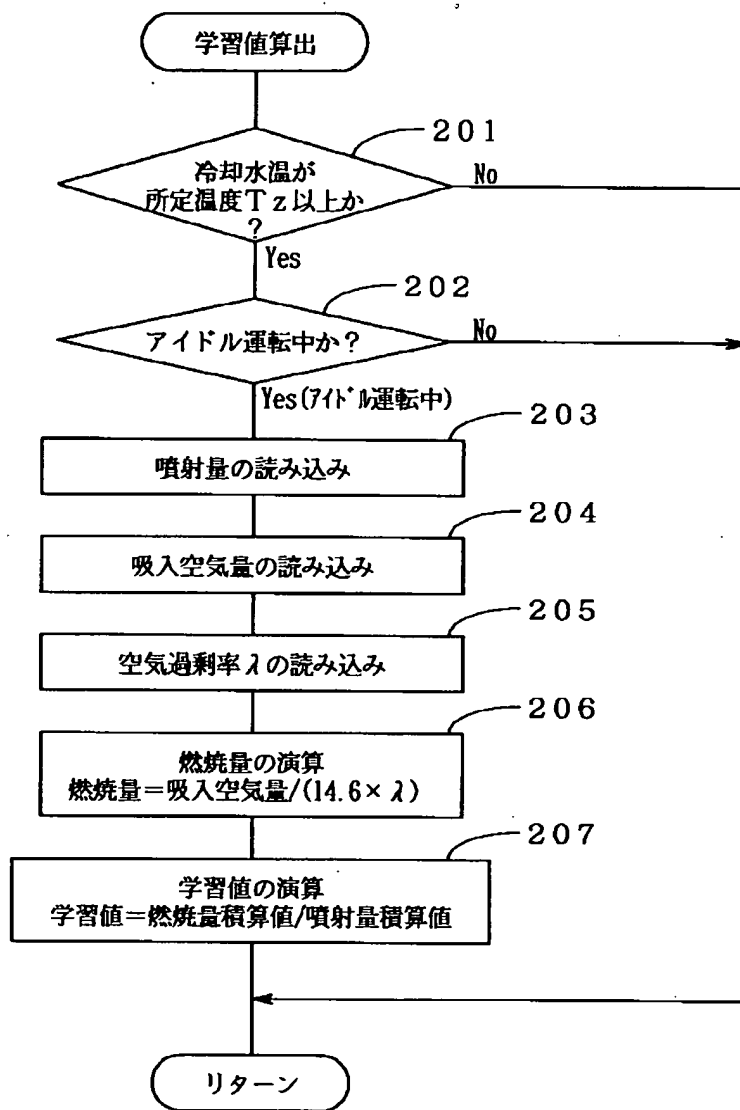 学習値算出
201
冷却水温が
所定温度Tz以上か
?
No
Yes
202
アイドル運転中か?
No
Yes(アイドル運転中)
203
噴射量の読み込み
204
吸入空気量の読み込み
205
空気過剰率λの読み込み
206
燃焼量の演算
燃焼量=吸入空気量/(14.6×λ)
207
学習値の演算
学習値=燃焼量積算値/噴射量積算値
リターン